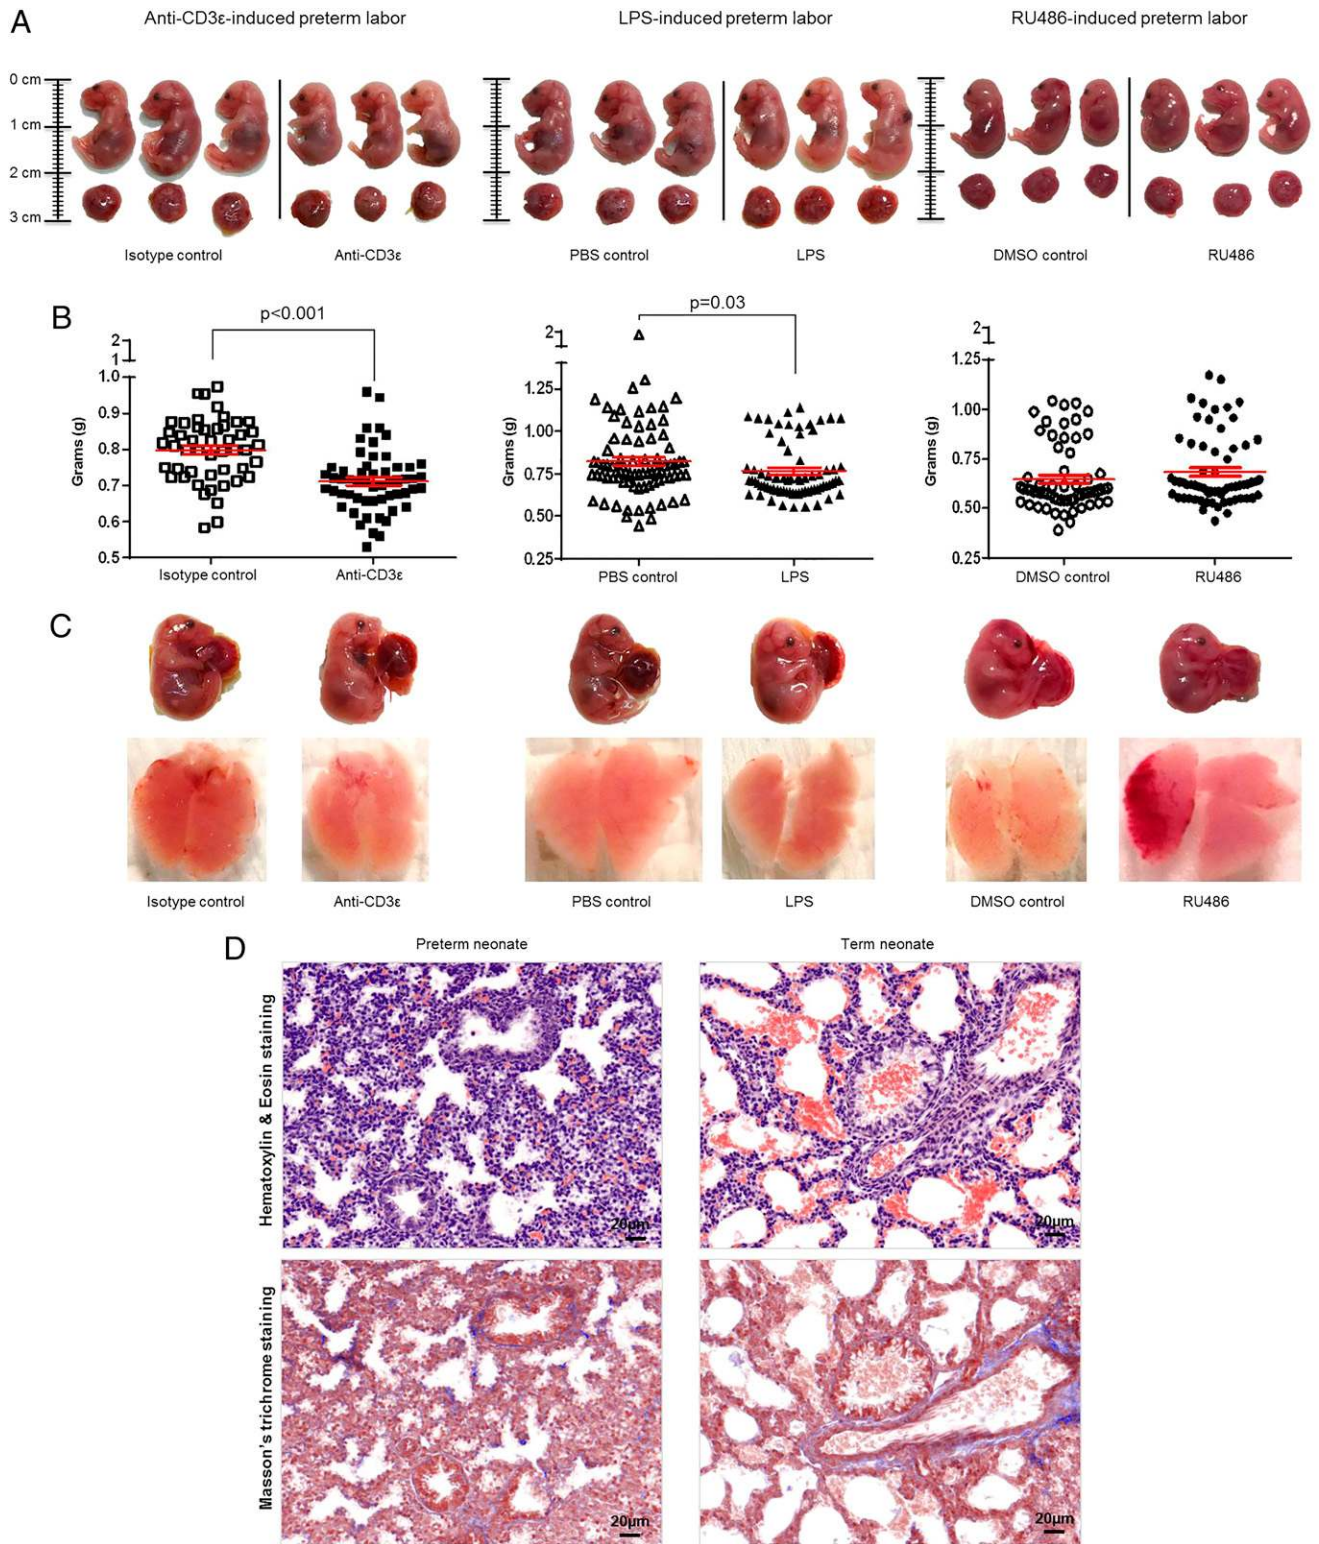 A
Anti-CD3ε-induced preterm labor
LPS-induced preterm labor
RU486-induced preterm labor
0 cm
1 cm
2 cm
3 cm
Isotype control
Anti-CD3ε
PBS control
LPS
DMSO control
RU486
B
p<0.001
Grams (g)
2
1
1.0
0.9
0.8
0.7
0.6
0.5
Isotype control
Anti-CD3ε
p=0.03
Grams (g)
2
1.25
1.00
0.75
0.50
0.25
PBS control
LPS
Grams (g)
2
1.25
1.00
0.75
0.50
0.25
DMSO control
RU486
C
Isotype control
Anti-CD3ε
PBS control
LPS
DMSO control
RU486
D
Preterm neonate
Term neonate
Hematoxylin & Eosin staining
20µm
20µm
Masson's trichrome staining
20µm
20µm